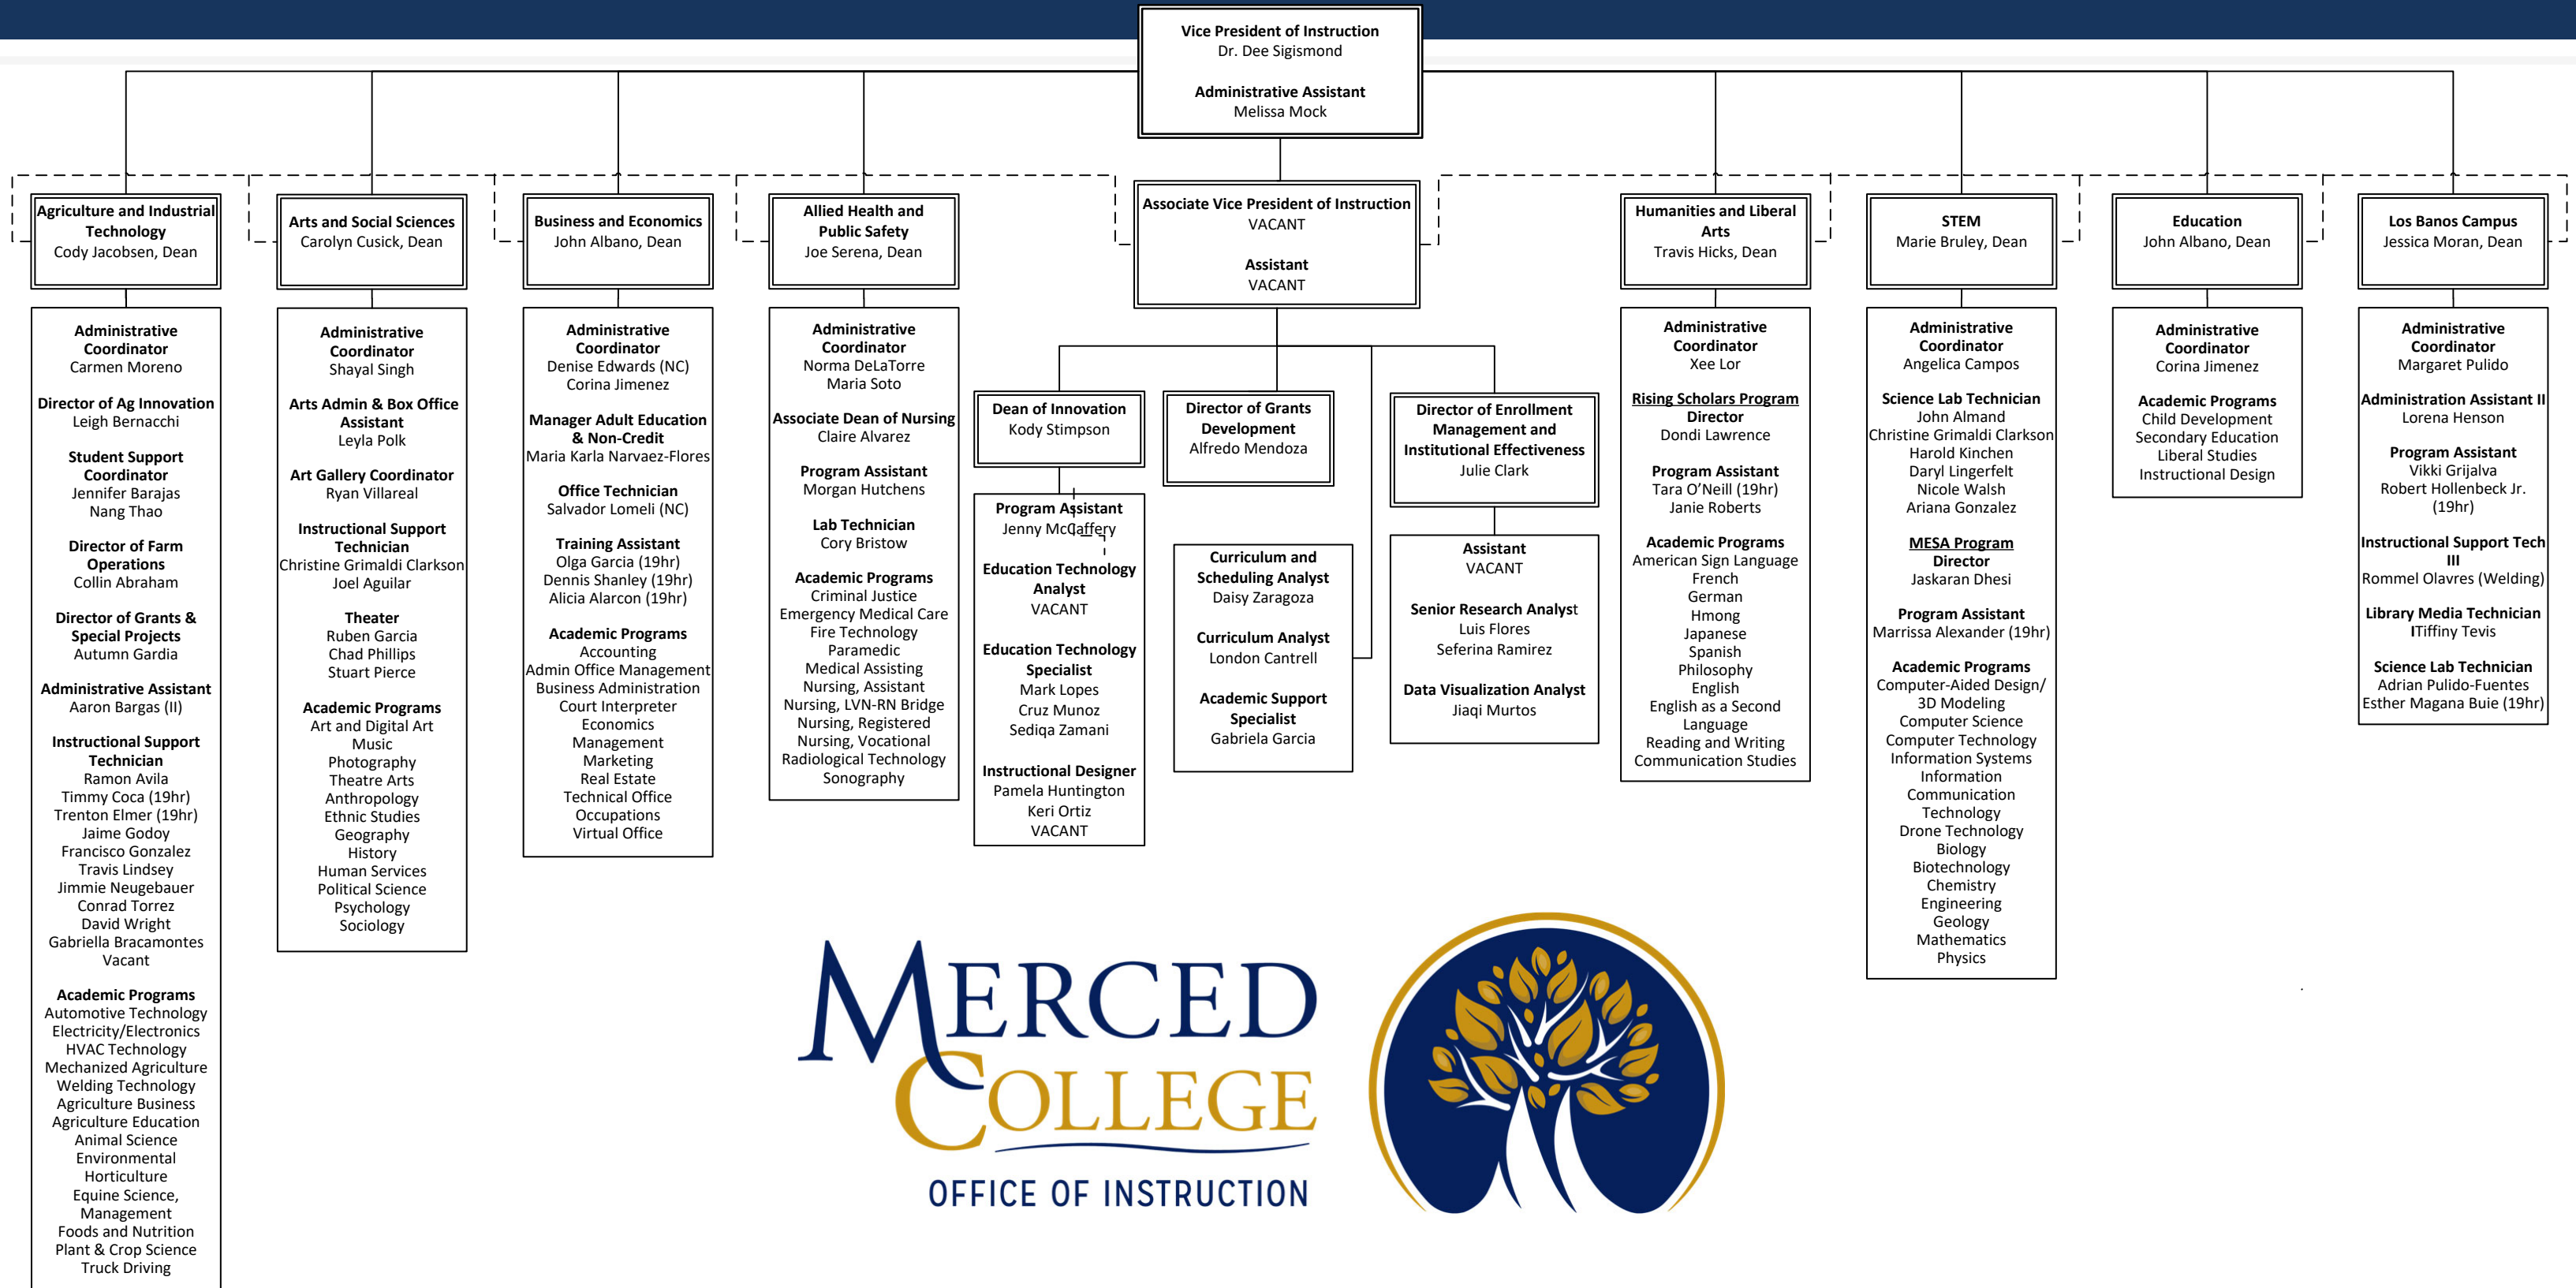 Vice President of Instruction
Dr. Dee Sigismond
Administrative Assistant
Melissa Mock
Agriculture and Industrial
Technology
Cody Jacobsen, Dean
Arts and Social Sciences
Carolyn Cusick, Dean
Business and Economics
John Albano, Dean
Allied Health and
Public Safety
Joe Serena, Dean
Associate Vice President of Instruction
VACANT
Assistant
VACANT
Humanities and Liberal
Arts
Travis Hicks, Dean
STEM
Marie Bruley, Dean
Education
John Albano, Dean
Los Banos Campus
Jessica Moran, Dean
Administrative
Coordinator
Carmen Moreno
Director of Ag Innovation
Leigh Bernacchi
Student Support
Coordinator
Jennifer Barajas
Nang Thao
Director of Farm
Operations
Collin Abraham
Director of Grants &
Special Projects
Autumn Gardia
Administrative Assistant
Aaron Bargas (II)
Instructional Support
Technician
Ramon Avila
Timmy Coca (19hr)
Trenton Elmer (19hr)
Jaime Godoy
Francisco Gonzalez
Travis Lindsey
Jimmie Neugebauer
Conrad Torrez
David Wright
Gabriella Bracamontes
Vacant
Academic Programs
Automotive Technology
Electricity/Electronics
HVAC Technology
Mechanized Agriculture
Welding Technology
Agriculture Business
Agriculture Education
Animal Science
Environmental
Horticulture
Equine Science,
Management
Foods and Nutrition
Plant & Crop Science
Truck Driving
Administrative
Coordinator
Shayal Singh
Arts Admin & Box Office
Assistant
Leyla Polk
Art Gallery Coordinator
Ryan Villareal
Instructional Support
Technician
Christine Grimaldi Clarkson
Joel Aguilar
Theater
Ruben Garcia
Chad Phillips
Stuart Pierce
Academic Programs
Art and Digital Art
Music
Photography
Theatre Arts
Anthropology
Ethnic Studies
Geography
History
Human Services
Political Science
Psychology
Sociology
Administrative
Coordinator
Denise Edwards (NC)
Corina Jimenez
Manager Adult Education
& Non-Credit
Maria Karla Narvaez-Flores
Office Technician
Salvador Lomeli (NC)
Training Assistant
Olga Garcia (19hr)
Dennis Shanley (19hr)
Alicia Alarcon (19hr)
Academic Programs
Accounting
Admin Office Management
Business Administration
Court Interpreter
Economics
Management
Marketing
Real Estate
Technical Office
Occupations
Virtual Office
Administrative
Coordinator
Norma DeLaTorre
Maria Soto
Associate Dean of Nursing
Claire Alvarez
Program Assistant
Morgan Hutchens
Lab Technician
Cory Bristow
Academic Programs
Criminal Justice
Emergency Medical Care
Fire Technology
Paramedic
Medical Assisting
Nursing, Assistant
Nursing, LVN-RN Bridge
Nursing, Registered
Nursing, Vocational
Radiological Technology
Sonography
Dean of Innovation
Kody Stimpson
Program Assistant
Jenny McCaffery
Education Technology
Analyst
VACANT
Education Technology
Specialist
Mark Lopes
Cruz Munoz
Sediqa Zamani
Instructional Designer
Pamela Huntington
Keri Ortiz
VACANT
Director of Grants
Development
Alfredo Mendoza
Curriculum and
Scheduling Analyst
Daisy Zaragoza
Curriculum Analyst
London Cantrell
Academic Support
Specialist
Gabriela Garcia
Director of Enrollment
Management and
Institutional Effectiveness
Julie Clark
Assistant
VACANT
Senior Research Analyst
Luis Flores
Seferina Ramirez
Data Visualization Analyst
Jiaqi Murtos
Administrative
Coordinator
Xee Lor
Rising Scholars Program
Director
Dondi Lawrence
Program Assistant
Tara O’Neill (19hr)
Janie Roberts
Academic Programs
American Sign Language
French
German
Hmong
Japanese
Spanish
Philosophy
English
English as a Second
Language
Reading and Writing
Communication Studies
Administrative
Coordinator
Angelica Campos
Science Lab Technician
John Almand
Christine Grimaldi Clarkson
Harold Kinchen
Daryl Lingerfelt
Nicole Walsh
Ariana Gonzalez
MESA Program
Director
Jaskaran Dhesi
Program Assistant
Marrissa Alexander (19hr)
Academic Programs
Computer-Aided Design/
3D Modeling
Computer Science
Computer Technology
Information Systems
Information
Communication
Technology
Drone Technology
Biology
Biotechnology
Chemistry
Engineering
Geology
Mathematics
Physics
Administrative
Coordinator
Corina Jimenez
Academic Programs
Child Development
Secondary Education
Liberal Studies
Instructional Design
Administrative
Coordinator
Margaret Pulido
Administration Assistant II
Lorena Henson
Program Assistant
Vikki Grijalva
Robert Hollenbeck Jr.
(19hr)
Instructional Support Tech
III
Rommel Olavres (Welding)
Library Media Technician
ITiffiny Tevis
Science Lab Technician
Adrian Pulido-Fuentes
Esther Magana Buie (19hr)
MERCED
COLLEGE
OFFICE OF INSTRUCTION